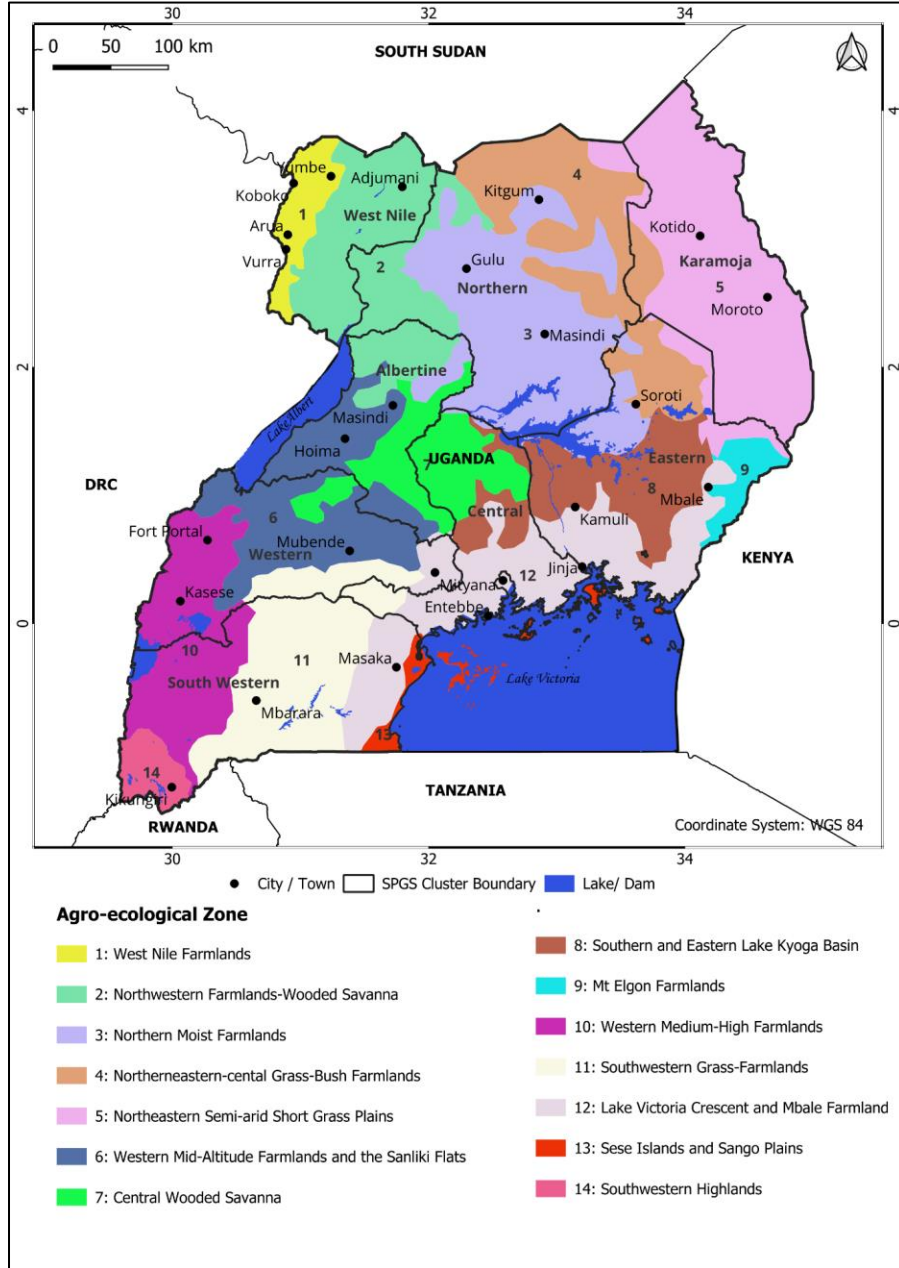 30 32 34
0 50 100 km
SOUTH SUDAN
4 4
Yumbe
Adjumani
Koboko
Kitgum
4
1
West Nile
Arua
Kotido
Vurra
Karamoja
2
Gulu
5
Northern
Moroto
3
Masindi
2 2
Albertine
Lake Albert
Masindi
Soroti
Hoima
UGANDA
7
Eastern
9
DRC
8
Mbale
6
Central
Kamuli
Fort Portal
Mubende
Western
KENYA
12
Jinja
Kasese
Mityana
Entebbe
0 0
10
11
Masaka
South Western
Lake Victoria
Mbarara
13
14
Kikungiri
TANZANIA
RWANDA
Coordinate System: WGS 84
30 32 34
City / Town SPGS Cluster Boundary Lake/ Dam
Agro-ecological Zone
1: West Nile Farmlands
2: Northwestern Farmlands-Wooded Savanna
3: Northern Moist Farmlands
4: Northerneastern-cental Grass-Bush Farmlands
5: Northeastern Semi-arid Short Grass Plains
6: Western Mid-Altitude Farmlands and the Sanliki Flats
7: Central Wooded Savanna
8: Southern and Eastern Lake Kyoga Basin
9: Mt Elgon Farmlands
10: Western Medium-High Farmlands
11: Southwestern Grass-Farmlands
12: Lake Victoria Crescent and Mbale Farmland
13: Sese Islands and Sango Plains
14: Southwestern Highlands